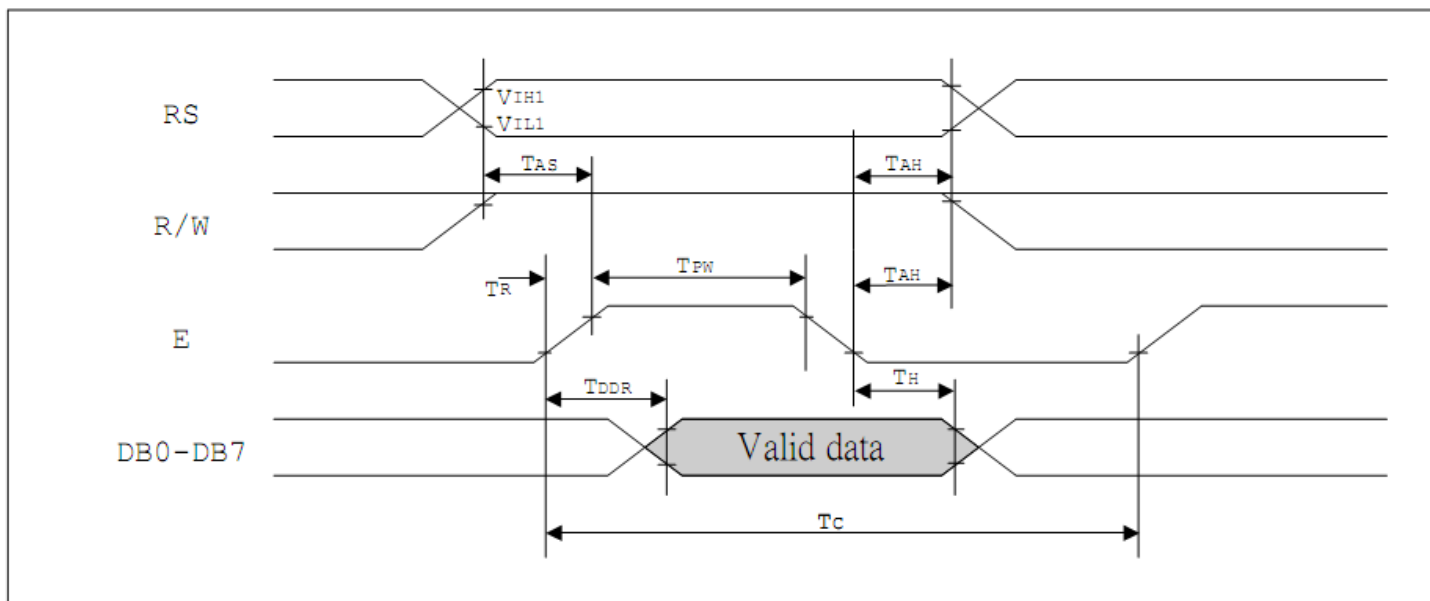 RS
VIH1
VIL1
TAS
TAH
R/W
TPW
TAH
TR
E
TDDR
TH
DB0-DB7
Valid data
TC